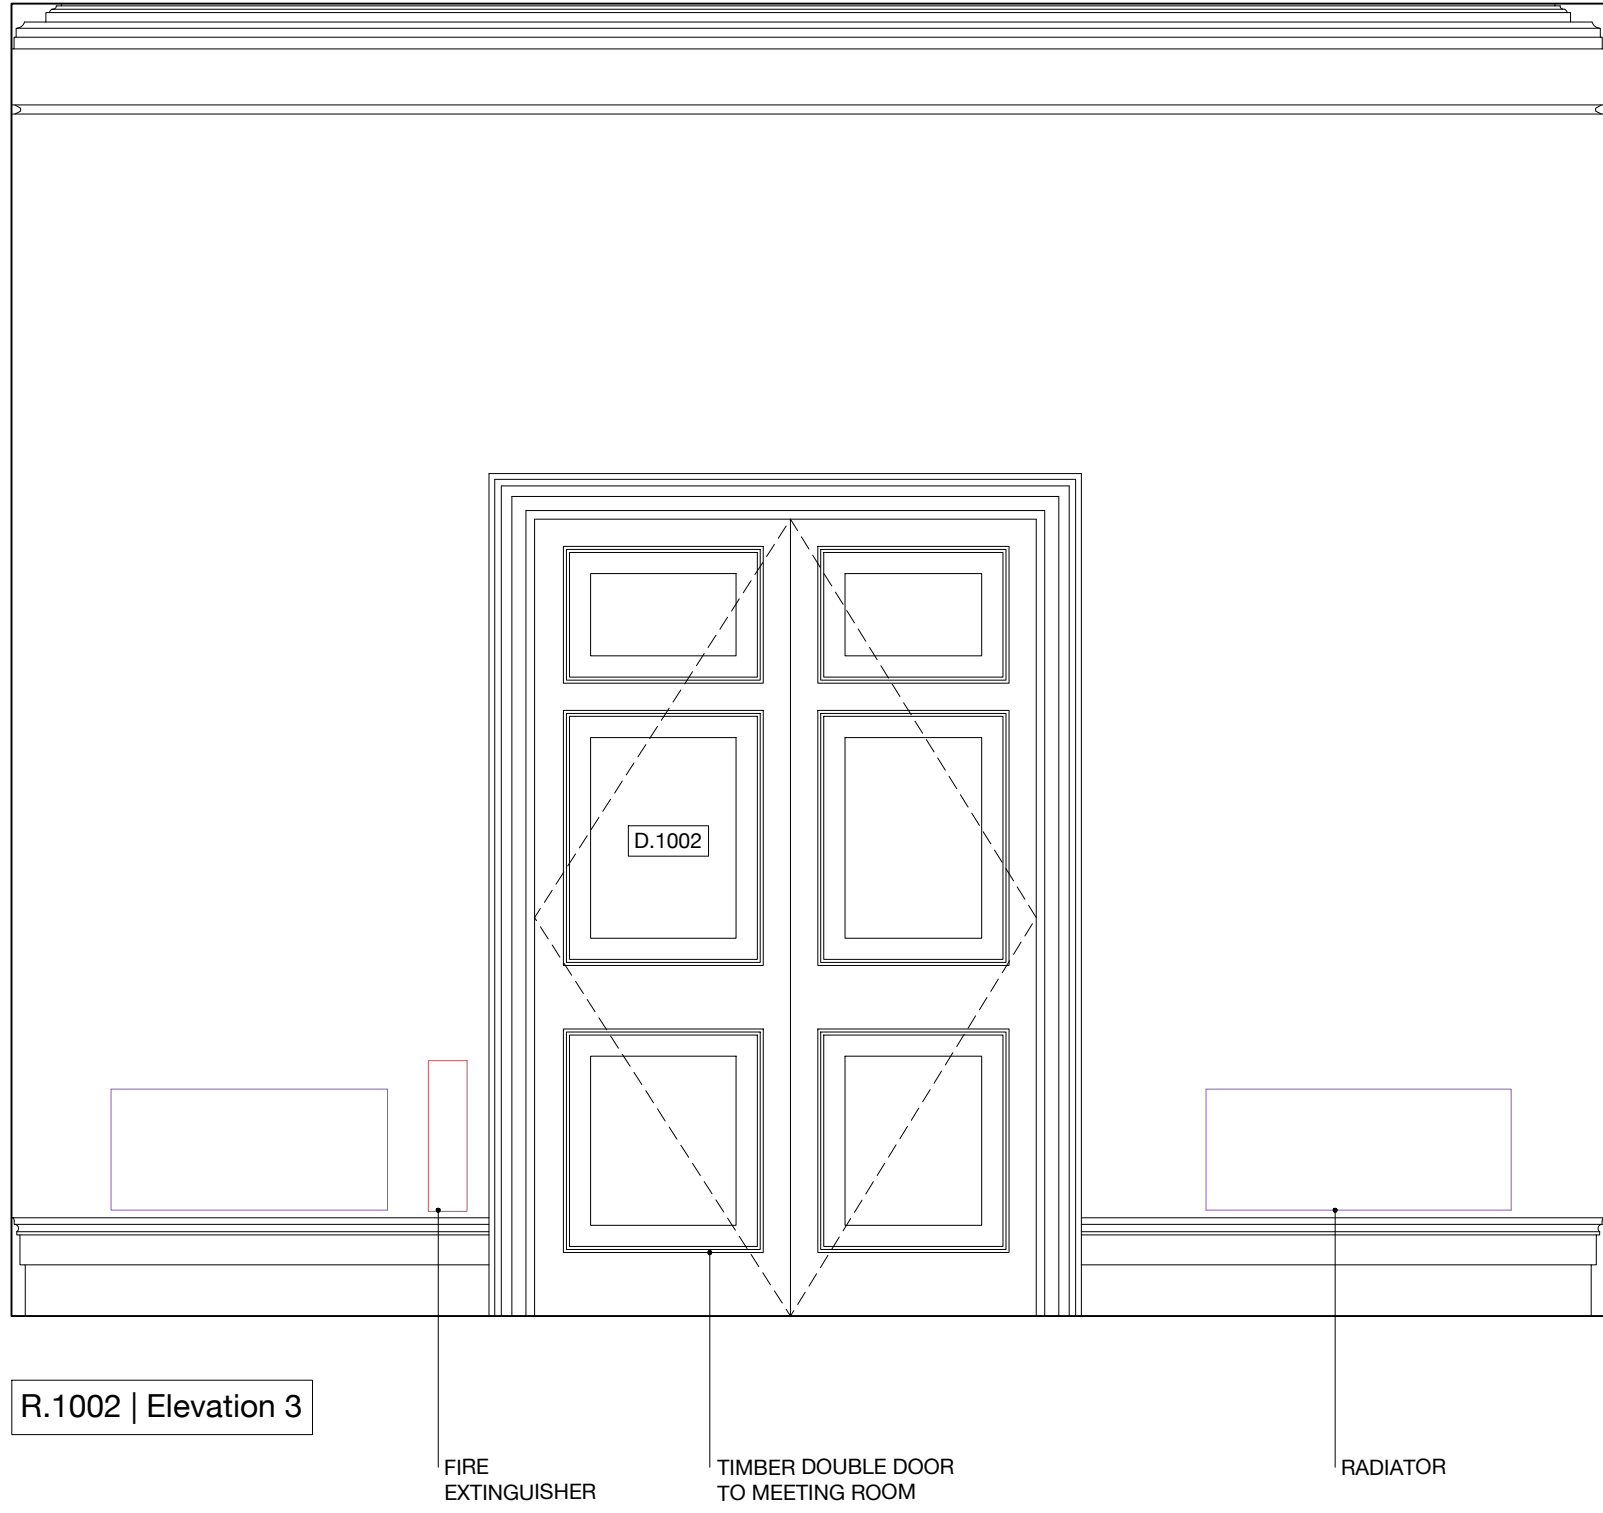 D.1002
R.1002 | Elevation 3
FIRE
EXTINGUISHER
TIMBER DOUBLE DOOR
TO MEETING ROOM
RADIATOR